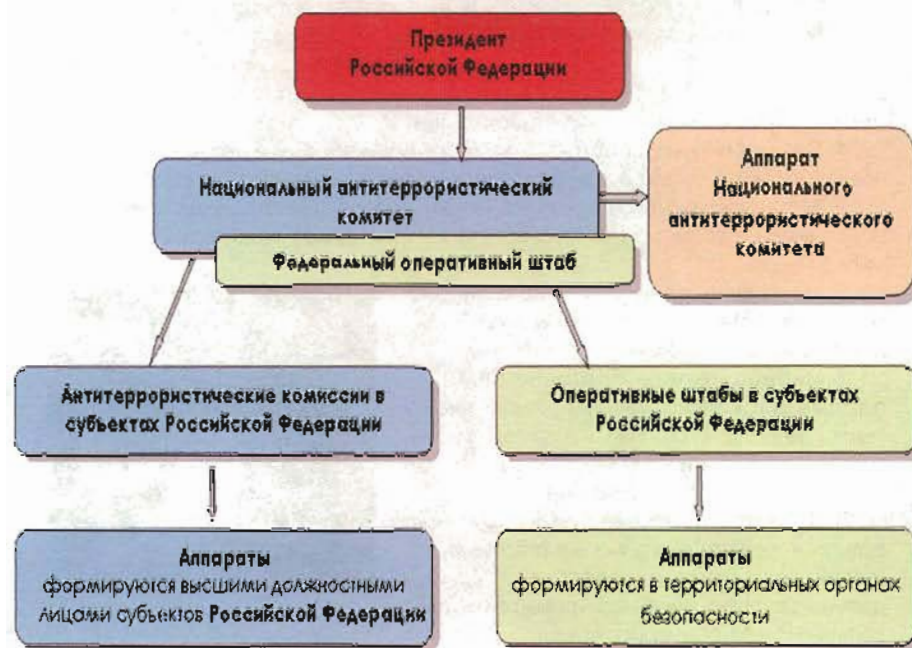 Президент
Российской Федерации
Национальный антитеррористический
комитет
Аппарат
Национального
антитеррористического
комитета
Федеральный оперативный штаб
Антитеррористические комиссии в
субъектах Российской Федерации
Оперативные штабы в субъектах
Российской Федерации
Аппараты
формируются высшими должностными
лицами субъектов Российской Федерации
Аппараты
формируются в территориальных органах
безопасности